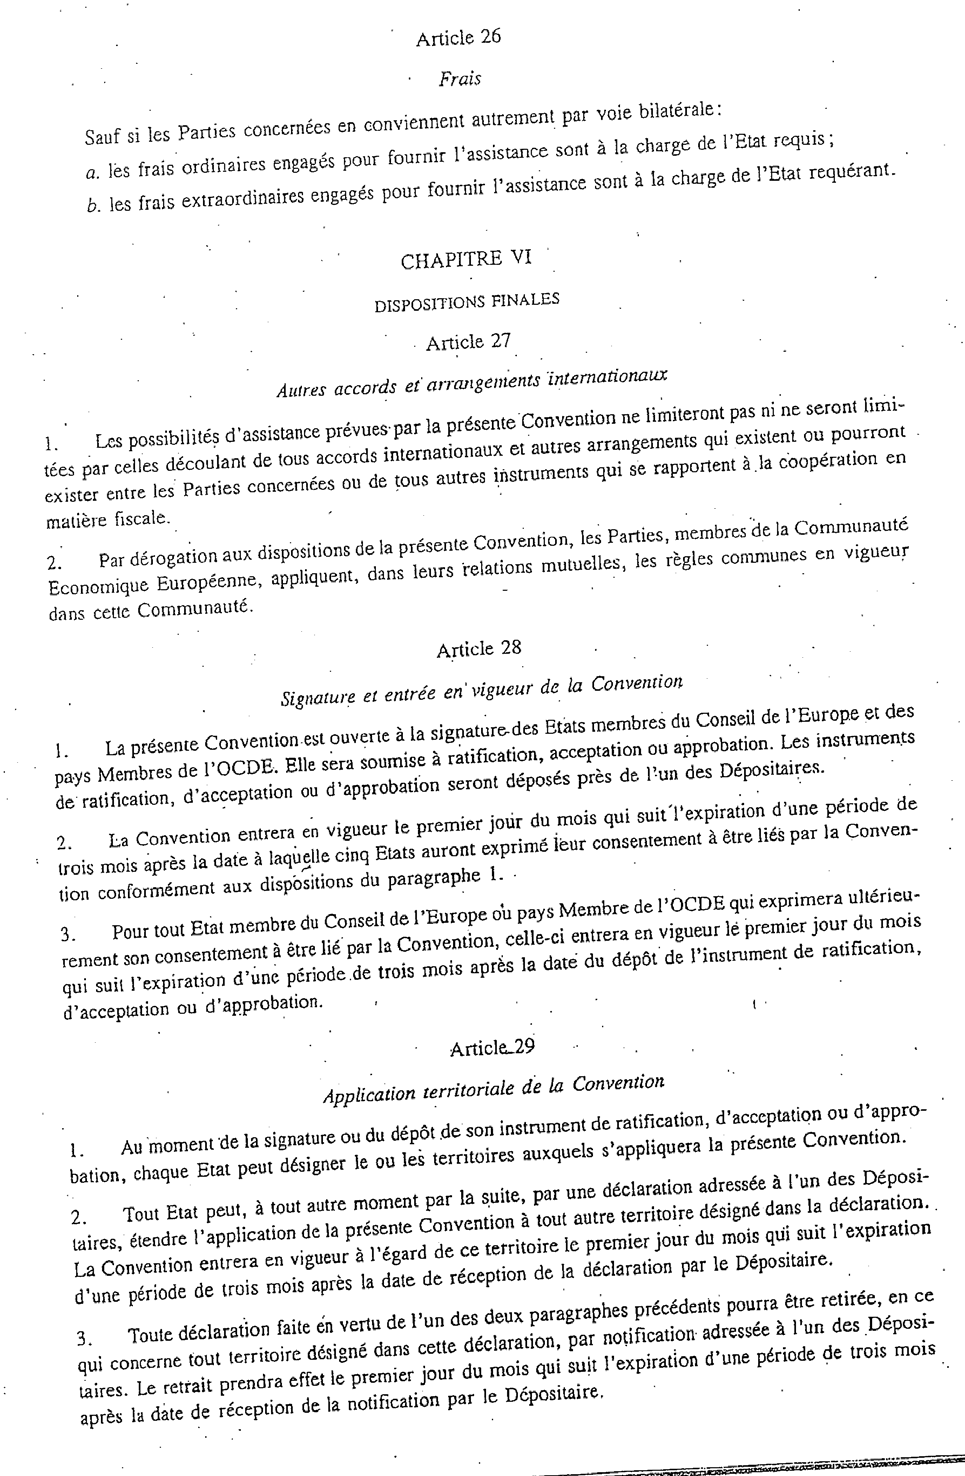 Article 26
Frais
Sauf si les Parties concernées en conviennent autrement par voie bilatérale :
a. les frais ordinaires engagés pour fournir l'assistance sont à la charge de l'Etat requis ;
b. les frais extraordinaires engagés pour fournir l'assistance sont à la charge de l'Etat requérant.
CHAPITRE VI
DISPOSITIONS FINALES
Article 27
Autres accords et arrangements internationaux
1. Les possibilités d'assistance prévues par la présente Convention ne limiteront pas ni ne seront limi-
tées par celles découlant de tous accords internationaux et autres arrangements qui existent ou pourront
exister entre les Parties concernées ou de tous autres instruments qui se rapportent à la coopération en
matière fiscale.
2. Par dérogation aux dispositions de la présente Convention, les Parties, membres de la Communauté
Economique Européenne, appliquent, dans leurs relations mutuelles, les règles communes en vigueur
dans cette Communauté.
Article 28
Signature et entrée en vigueur de la Convention
1. La présente Convention est ouverte à la signature des Etats membres du Conseil de l'Europe et des
pays Membres de l'OCDE. Elle sera soumise à ratification, acceptation ou approbation. Les instruments
de ratification, d'acceptation ou d'approbation seront déposés près de l'un des Dépositaires.
2. La Convention entrera en vigueur le premier jour du mois qui suit l'expiration d'une période de
trois mois après la date à laquelle cinq Etats auront exprimé leur consentement à être liés par la Conven-
tion conformément aux dispositions du paragraphe 1.
3. Pour tout Etat membre du Conseil de l'Europe ou pays Membre de l'OCDE qui exprimera ultérieu-
rement son consentement à être lié par la Convention, celle-ci entrera en vigueur le premier jour du mois
qui suit l'expiration d'une période de trois mois après la date du dépôt de l'instrument de ratification,
d'acceptation ou d'approbation.
Article 29
Application territoriale de la Convention
1. Au moment de la signature ou du dépôt de son instrument de ratification, d'acceptation ou d'appro-
bation, chaque Etat peut désigner le ou les territoires auxquels s'appliquera la présente Convention.
2. Tout Etat peut, à tout autre moment par la suite, par une déclaration adressée à l'un des Déposi-
taires, étendre l'application de la présente Convention à tout autre territoire désigné dans la déclaration.
La Convention entrera en vigueur à l'égard de ce territoire le premier jour du mois qui suit l'expiration
d'une période de trois mois après la date de réception de la déclaration par le Dépositaire.
3. Toute déclaration faite en vertu de l'un des deux paragraphes précédents pourra être retirée, en ce
qui concerne tout territoire désigné dans cette déclaration, par notification adressée à l'un des Déposi-
taires. Le retrait prendra effet le premier jour du mois qui suit l'expiration d'une période de trois mois
après la date de réception de la notification par le Dépositaire.